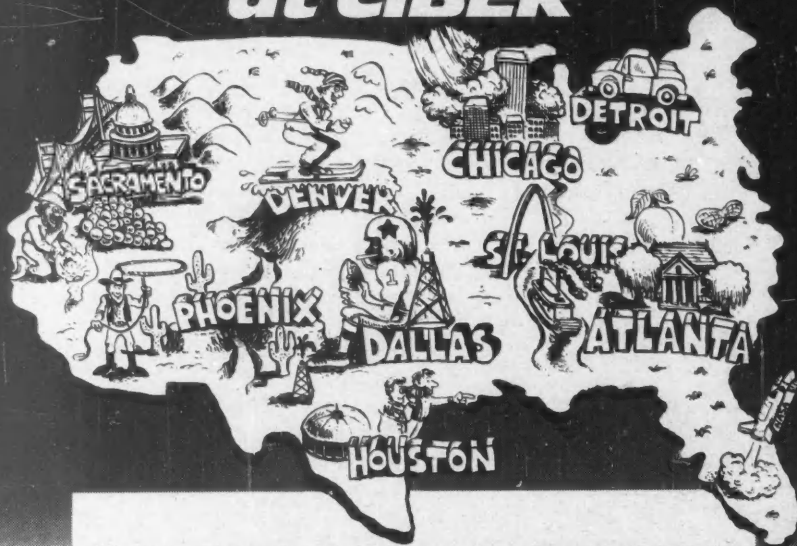 at CIBER
SACRAMENTO
DENVER
CHICAGO
DETROIT
PHOENIX
DALLAS
1
ST. LOUIS
ATLANTA
HOUSTON